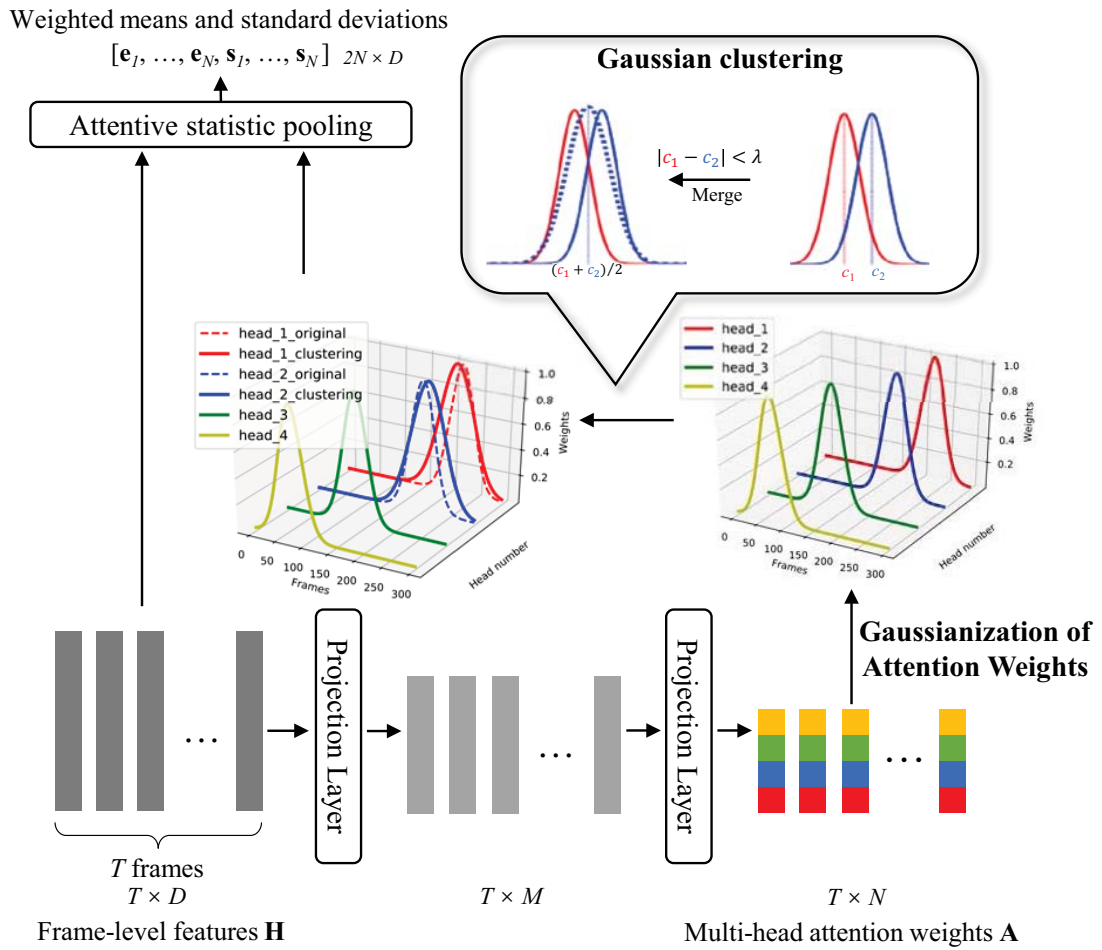 Weighted means and standard deviations
[e1, …, eN, s1, …, sN] 2N × D
Attentive statistic pooling
Gaussian clustering
|c1 − c2| < λ
Merge
(c1 + c2)/2
c1
c2
head_1_original
head_1_clustering
head_2_original
head_2_clustering
head_3
head_4
1.0
0.8
0.6
0.4
0.2
Weights
0
50
100
150
200
250
300
Frames
Head number
head_1
head_2
head_3
head_4
1.0
0.8
0.6
0.4
0.2
Weights
0
50
100
150
200
250
300
Frames
Head number
Gaussianization of
Attention Weights
Projection Layer
Projection Layer
...
...
...
T frames
T × D
T × M
T × N
Frame-level features H
Multi-head attention weights A